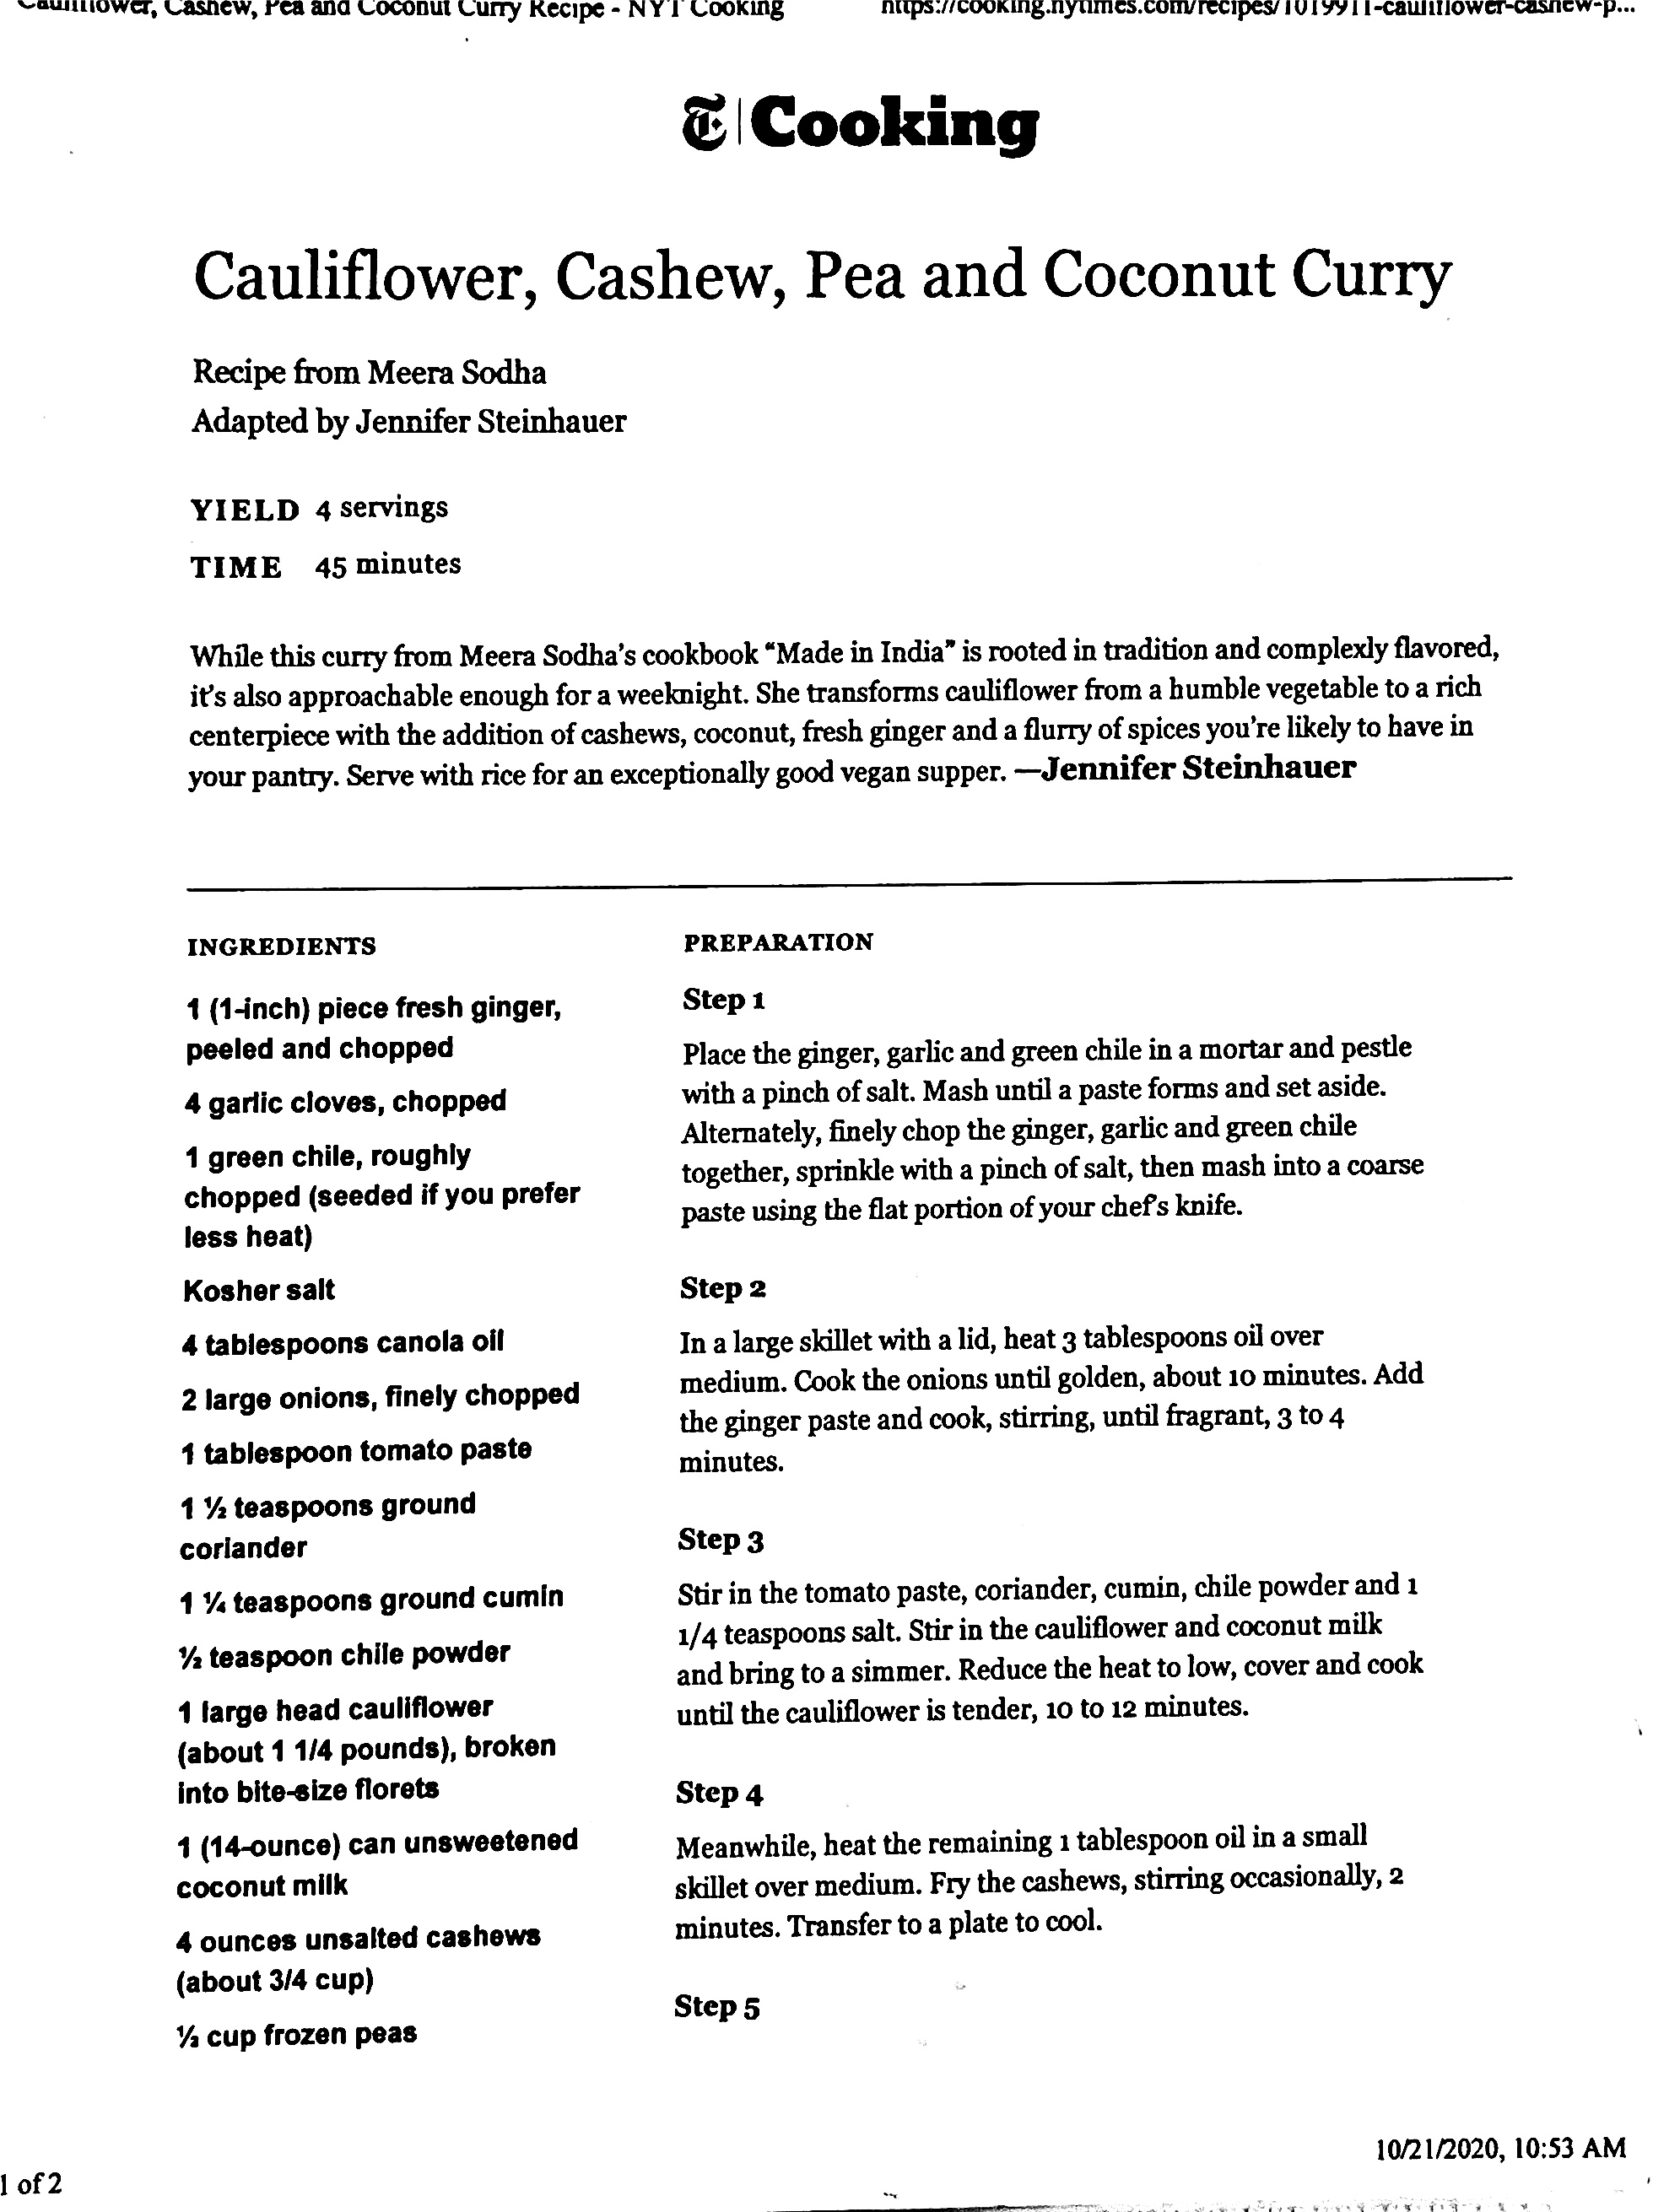 Cauliflower, Cashew, Pea and Coconut Curry Recipe - NYT Cooking
https://cooking.nytimes.com/recipes/1019911-cauliflower-cashew-p...
T | Cooking
Cauliflower, Cashew, Pea and Coconut Curry
Recipe from Meera Sodha
Adapted by Jennifer Steinhauer
YIELD 4 servings
TIME 45 minutes
While this curry from Meera Sodha's cookbook “Made in India” is rooted in tradition and complexly flavored,
it's also approachable enough for a weeknight. She transforms cauliflower from a humble vegetable to a rich
centerpiece with the addition of cashews, coconut, fresh ginger and a flurry of spices you're likely to have in
your pantry. Serve with rice for an exceptionally good vegan supper. —Jennifer Steinhauer
INGREDIENTS
1 (1-inch) piece fresh ginger,
peeled and chopped
4 garlic cloves, chopped
1 green chile, roughly
chopped (seeded if you prefer
less heat)
Kosher salt
4 tablespoons canola oil
2 large onions, finely chopped
1 tablespoon tomato paste
1 ½ teaspoons ground
coriander
1 ¼ teaspoons ground cumin
½ teaspoon chile powder
1 large head cauliflower
(about 1 1/4 pounds), broken
into bite-size florets
1 (14-ounce) can unsweetened
coconut milk
4 ounces unsalted cashews
(about 3/4 cup)
cup frozen peas
PREPARATION
Step 1
Place the ginger, garlic and green chile in a mortar and pestle
with a pinch of salt. Mash until a paste forms and set aside.
Alternately, finely chop the ginger, garlic and green chile
together, sprinkle with a pinch of salt, then mash into a coarse
paste using the flat portion of your chef's knife.
Step 2
In a large skillet with a lid, heat 3 tablespoons oil over
medium. Cook the onions until golden, about 10 minutes. Add
the ginger paste and cook, stirring, until fragrant, 3 to 4
minutes.
Step 3
Stir in the tomato paste, coriander, cumin, chile powder and 1
1/4 teaspoons salt. Stir in the cauliflower and coconut milk
and bring to a simmer. Reduce the heat to low, cover and cook
until the cauliflower is tender, 10 to 12 minutes.
Step 4
Meanwhile, heat the remaining 1 tablespoon oil in a small
skillet over medium. Fry the cashews, stirring occasionally, 2
minutes. Transfer to a plate to cool.
Step 5
10/21/2020, 10:53 AM
1 of 2